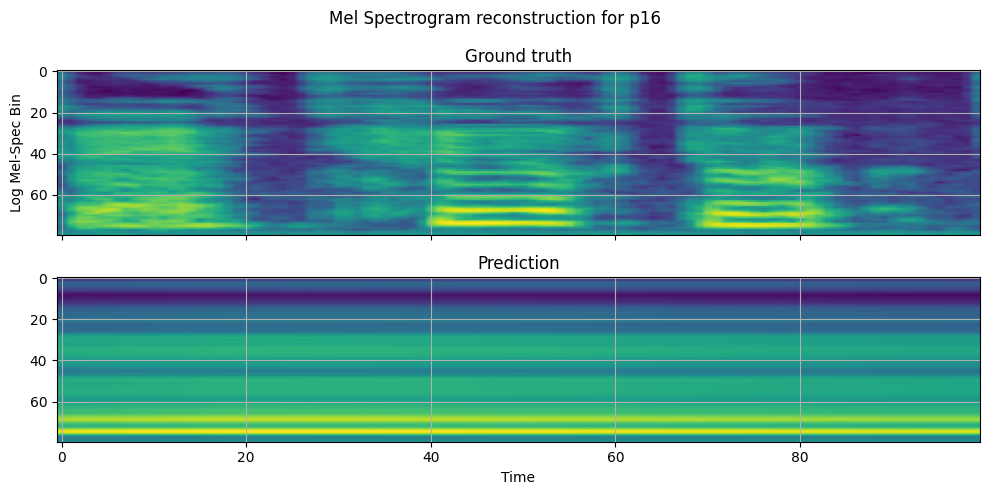 Mel Spectrogram reconstruction for p16
Ground truth
0
20
40
60
Log Mel-Spec Bin
Prediction
0
20
40
60
0 20 40 60 80
Time